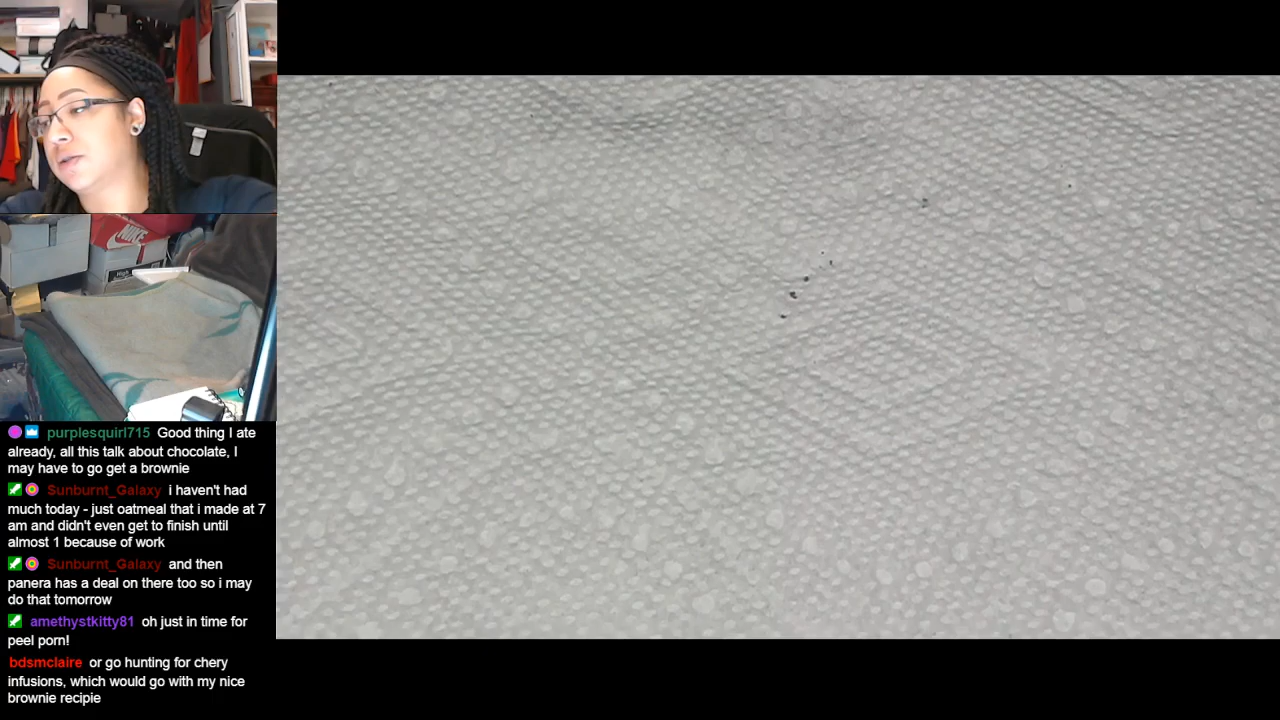 NIKE
High
purplesquirl715 Good thing I ate
already, all this talk about chocolate, I
may have to go get a brownie
Sunburnt_Galaxy i haven't had
much today - just oatmeal that i made at 7
am and didn't even get to finish until
almost 1 because of work
Sunburnt_Galaxy and then
panera has a deal on there too so i may
do that tomorrow
amethystkitty81 oh just in time for
peel porn!
bdsmclaire or go hunting for chery
infusions, which would go with my nice
brownie recipie